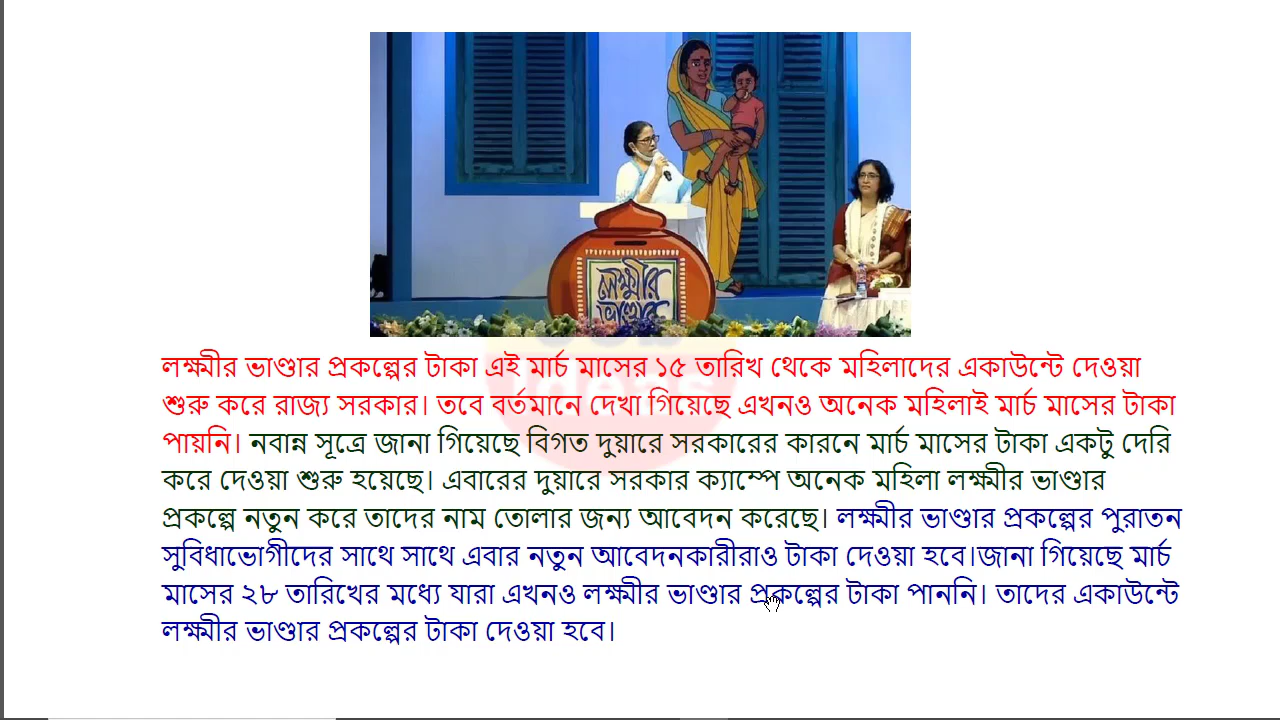 লক্ষ্মীর
ভাণ্ডার
লক্ষ্মীর ভাণ্ডার প্রকল্পের টাকা এই মার্চ মাসের ১৫ তারিখ থেকে মহিলাদের একাউন্টে দেওয়া
শুরু করে রাজ্য সরকার। তবে বর্তমানে দেখা গিয়েছে এখনও অনেক মহিলাই মার্চ মাসের টাকা
পায়নি। নবান্ন সূত্রে জানা গিয়েছে বিগত দুয়ারে সরকারের কারনে মার্চ মাসের টাকা একটু দেরি
করে দেওয়া শুরু হয়েছে। এবারের দুয়ারে সরকার ক্যাম্পে অনেক মহিলা লক্ষ্মীর ভাণ্ডার
প্রকল্পে নতুন করে তাদের নাম তোলার জন্য আবেদন করেছে। লক্ষ্মীর ভাণ্ডার প্রকল্পের পুরাতন
সুবিধাভোগীদের সাথে সাথে এবার নতুন আবেদনকারীরাও টাকা দেওয়া হবে।জানা গিয়েছে মার্চ
মাসের ২৮ তারিখের মধ্যে যারা এখনও লক্ষ্মীর ভাণ্ডার প্রকল্পের টাকা পাননি। তাদের একাউন্টে
লক্ষ্মীর ভাণ্ডার প্রকল্পের টাকা দেওয়া হবে।